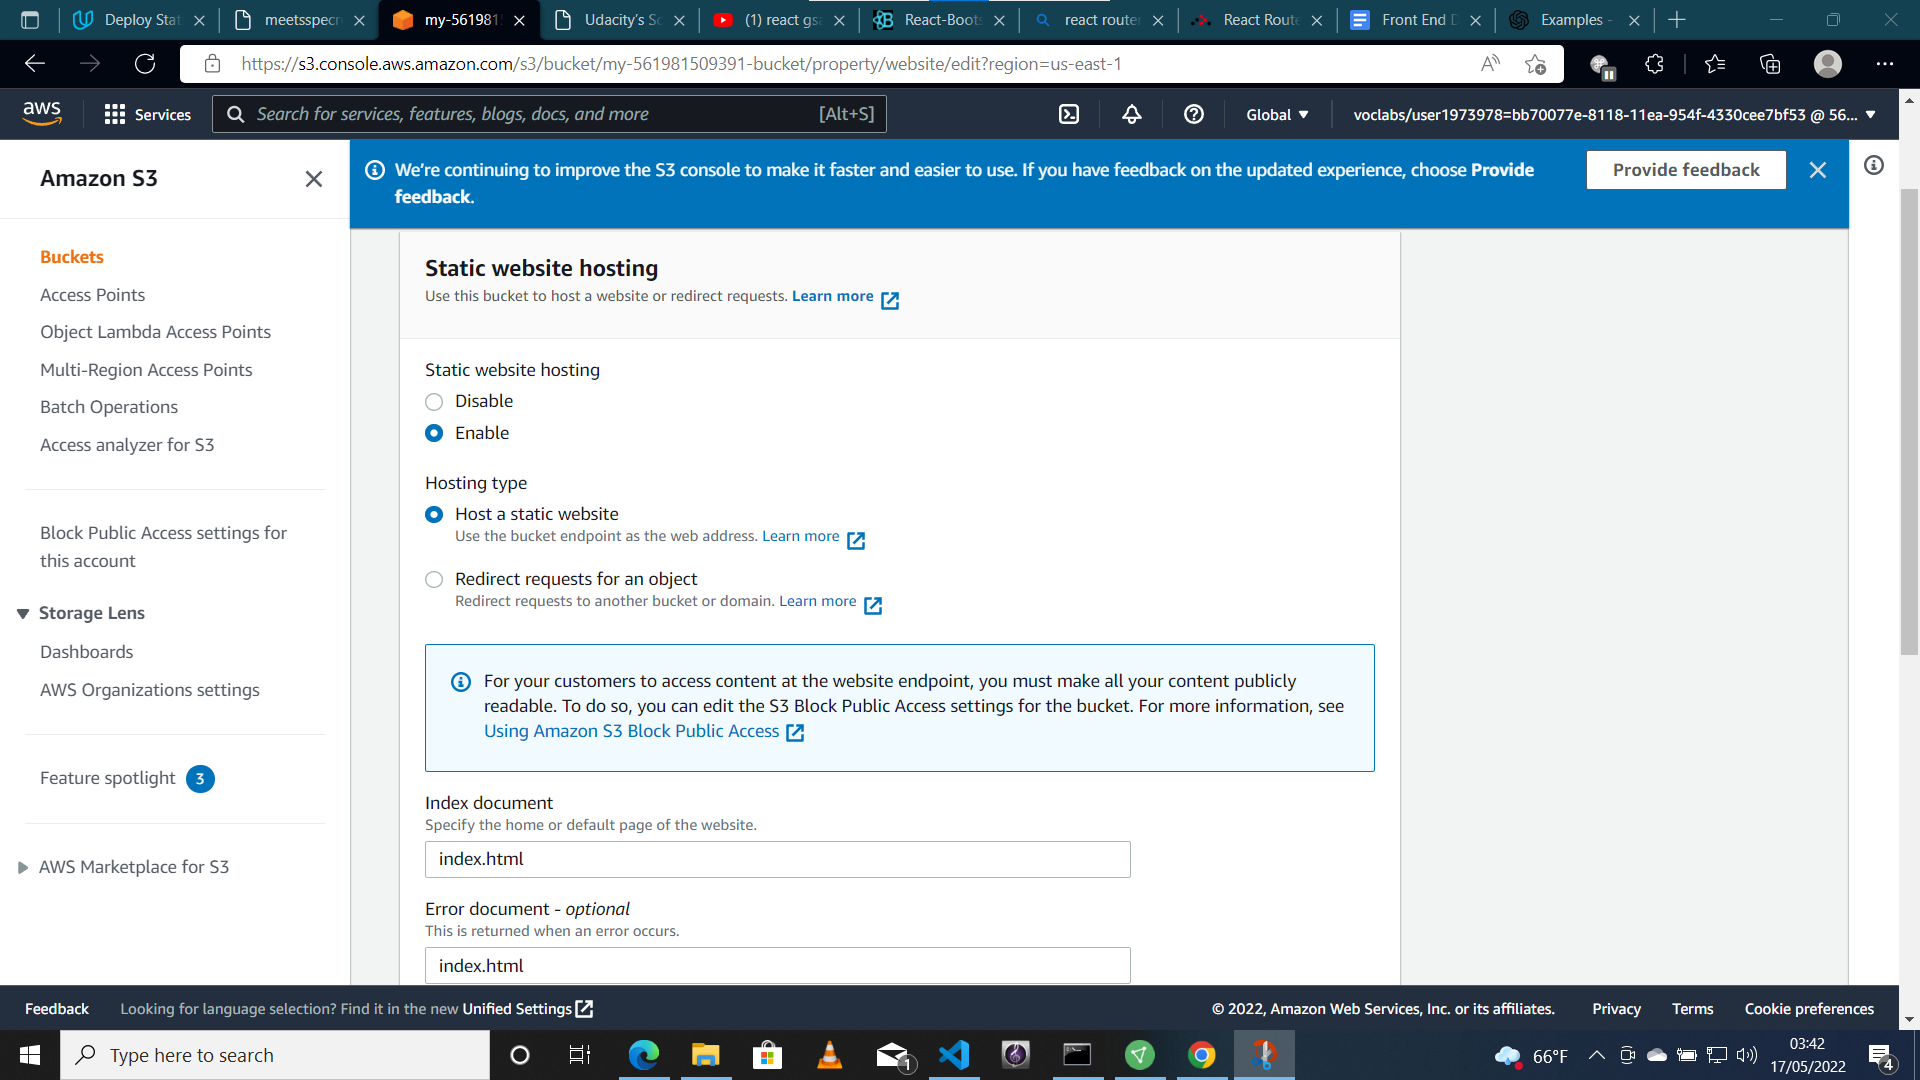 Deploy Stat
meetsspecr
my-561981
Udacity's So
(1) react gsa
React-Boots
react router
React Route
Front End D
Examples -
https://s3.console.aws.amazon.com/s3/bucket/my-561981509391-bucket/property/website/edit?region=us-east-1
aws
Services
Search for services, features, blogs, docs, and more
[Alt+S]
Global
voclabs/user1973978=bb70077e-8118-11ea-954f-4330cee7bf53 @ 56...
Amazon S3
We're continuing to improve the S3 console to make it faster and easier to use. If you have feedback on the updated experience, choose Provide
feedback.
Provide feedback
Buckets
Access Points
Object Lambda Access Points
Multi-Region Access Points
Batch Operations
Access analyzer for S3
Block Public Access settings for
this account
Storage Lens
Dashboards
AWS Organizations settings
Feature spotlight 3
AWS Marketplace for S3
Static website hosting
Use this bucket to host a website or redirect requests. Learn more
Static website hosting
Disable
Enable
Hosting type
Host a static website
Use the bucket endpoint as the web address. Learn more
Redirect requests for an object
Redirect requests to another bucket or domain. Learn more
For your customers to access content at the website endpoint, you must make all your content publicly
readable. To do so, you can edit the S3 Block Public Access settings for the bucket. For more information, see
Using Amazon S3 Block Public Access
Index document
Specify the home or default page of the website.
index.html
Error document - optional
This is returned when an error occurs.
index.html
Feedback
Looking for language selection? Find it in the new Unified Settings
© 2022, Amazon Web Services, Inc. or its affiliates.
Privacy
Terms
Cookie preferences
Type here to search
1
66°F
03:42
17/05/2022
4